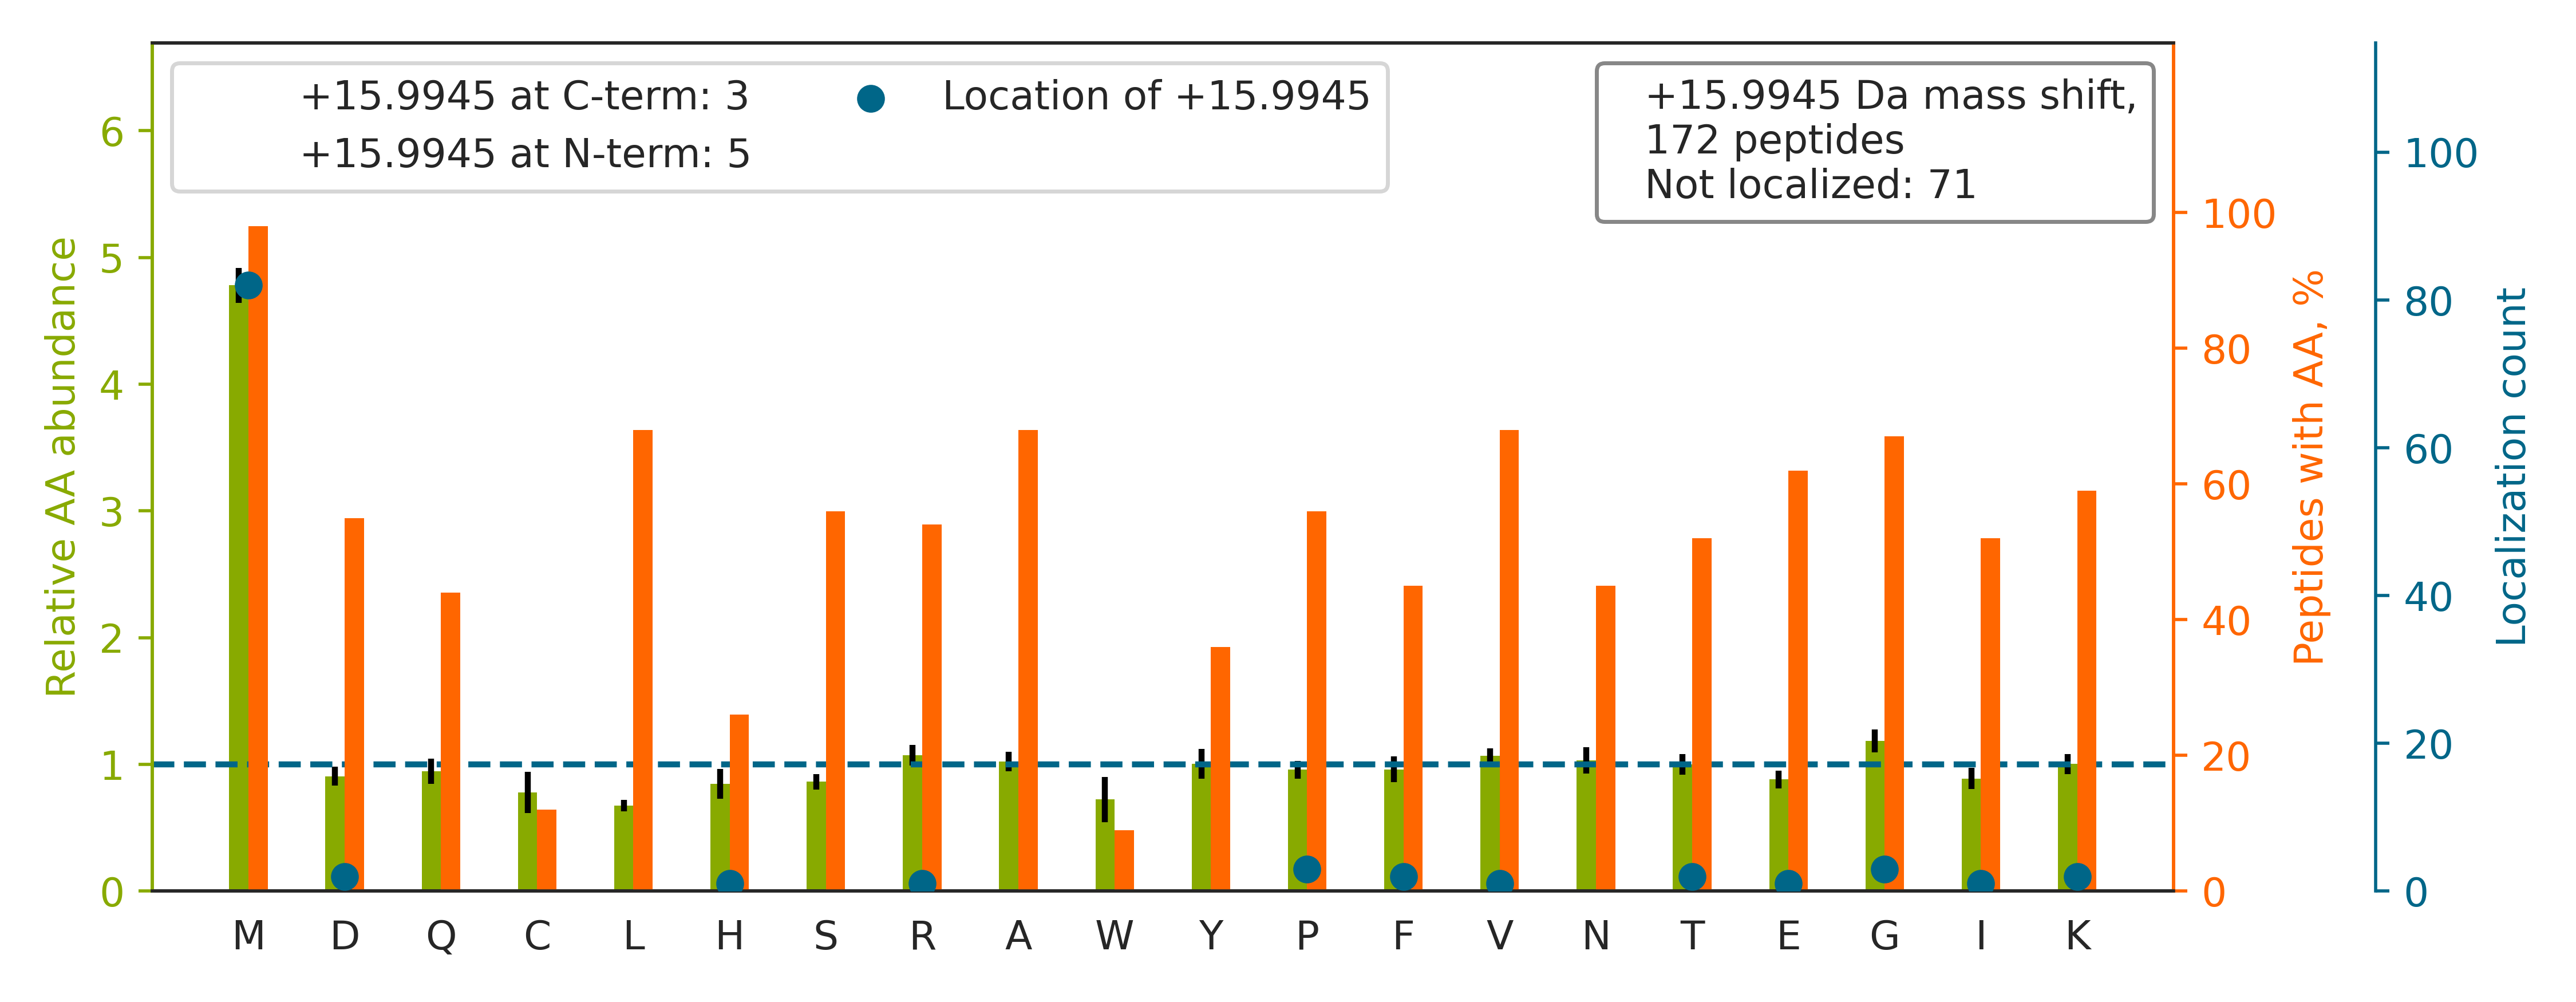 +15.9945 at C-term: 3
+15.9945 at N-term: 5
Location of +15.9945
+15.9945 Da mass shift,
172 peptides
Not localized: 71
Relative AA abundance
6
5
4
3
2
1
0
Peptides with AA, %
100
80
60
40
20
0
Localization count
100
80
60
40
20
0
M D Q C L H S R A W Y P F V N T E G I K